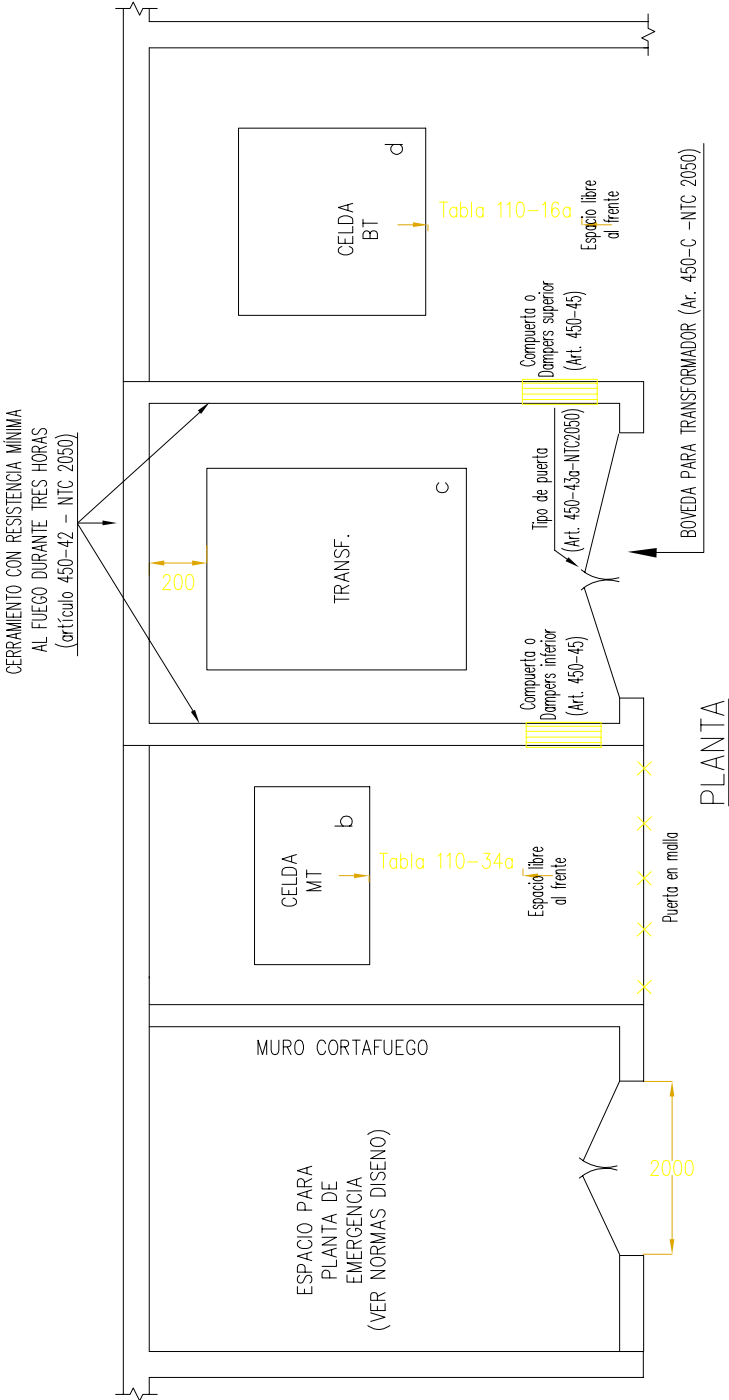 CERRAMIENTO CON RESISTENCIA MÍNIMA
AL FUEGO DURANTE TRES HORAS
(artículo 450-42 - NTC 2050)
ESPACIO PARA
PLANTA DE
EMERGENCIA
(VER NORMAS DISENO)
MURO CORTAFUEGO
2000
CELDA
MT
b
Tabla 110-34a
Espacio libre
al frente
Puerta en malla
200
TRANSF.
c
Compuerta o
Dampers inferior
(Art. 450-45)
Tipo de puerta
(Art. 450-43a-NTC2050)
Compuerta o
Dampers superior
(Art. 450-45)
CELDA
BT
d
Tabla 110-16a
Espacio libre
al frente
BOVEDA PARA TRANSFORMADOR (Ar. 450-C -NTC 2050)
PLANTA